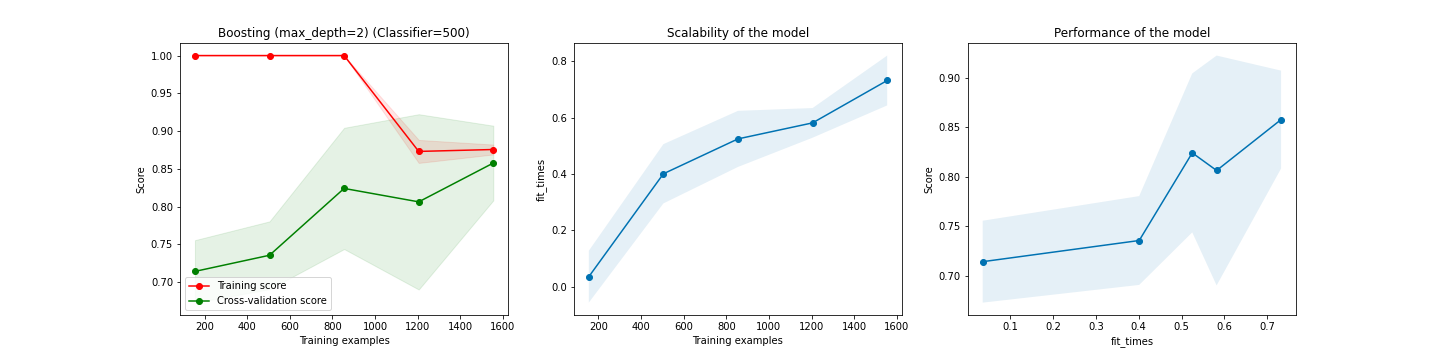 Boosting (max_depth=2) (Classifier=500)
1.00
0.95
0.90
0.85
0.80
0.75
0.70
Score
Training score
Cross-validation score
200 400 600 800 1000 1200 1400 1600
Training examples
Scalability of the model
0.8
0.6
0.4
0.2
0.0
fit_times
200 400 600 800 1000 1200 1400 1600
Training examples
Performance of the model
0.90
0.85
0.80
0.75
0.70
Score
0.1 0.2 0.3 0.4 0.5 0.6 0.7
fit_times